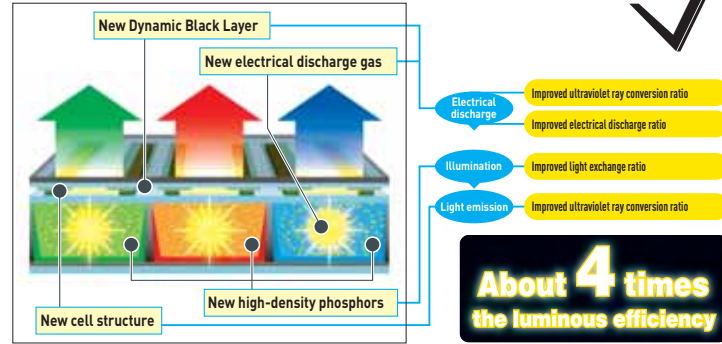 New Dynamic Black Layer
New electrical discharge gas
New high-density phosphors
New cell structure
Electrical
discharge
Improved ultraviolet ray conversion ratio
Improved electrical discharge ratio
Illumination
Improved light exchange ratio
Light emission
Improved ultraviolet ray conversion ratio
About 4 times
the luminous efficiency